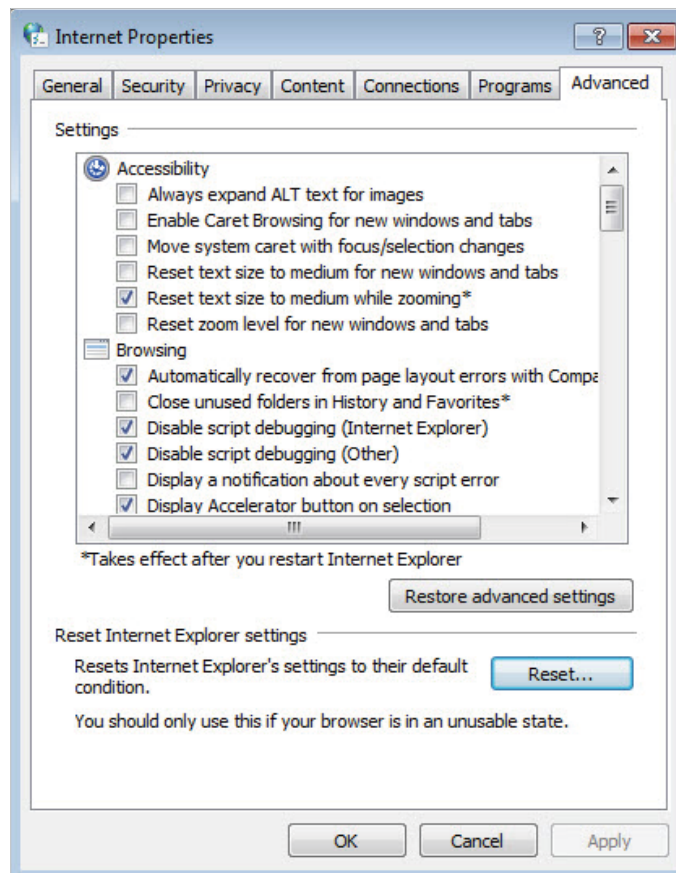 Internet Properties
General Security Privacy Content Connections Programs Advanced
Settings
Accessibility
Always expand ALT text for images
Enable Caret Browsing for new windows and tabs
Move system caret with focus/selection changes
Reset text size to medium for new windows and tabs
Reset text size to medium while zooming*
Reset zoom level for new windows and tabs
Browsing
Automatically recover from page layout errors with Compa
Close unused folders in History and Favorites*
Disable script debugging (Internet Explorer)
Disable script debugging (Other)
Display a notification about every script error
Display Accelerator button on selection
*Takes effect after you restart Internet Explorer
Restore advanced settings
Reset Internet Explorer settings
Resets Internet Explorer's settings to their default
condition.
Reset...
You should only use this if your browser is in an unusable state.
OK Cancel Apply